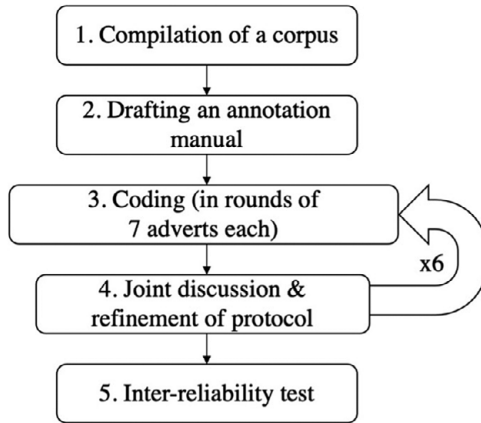 1. Compilation of a corpus
2. Drafting an annotation
manual
3. Coding (in rounds of
7 adverts each)
x6
4. Joint discussion &
refinement of protocol
5. Inter-reliability test